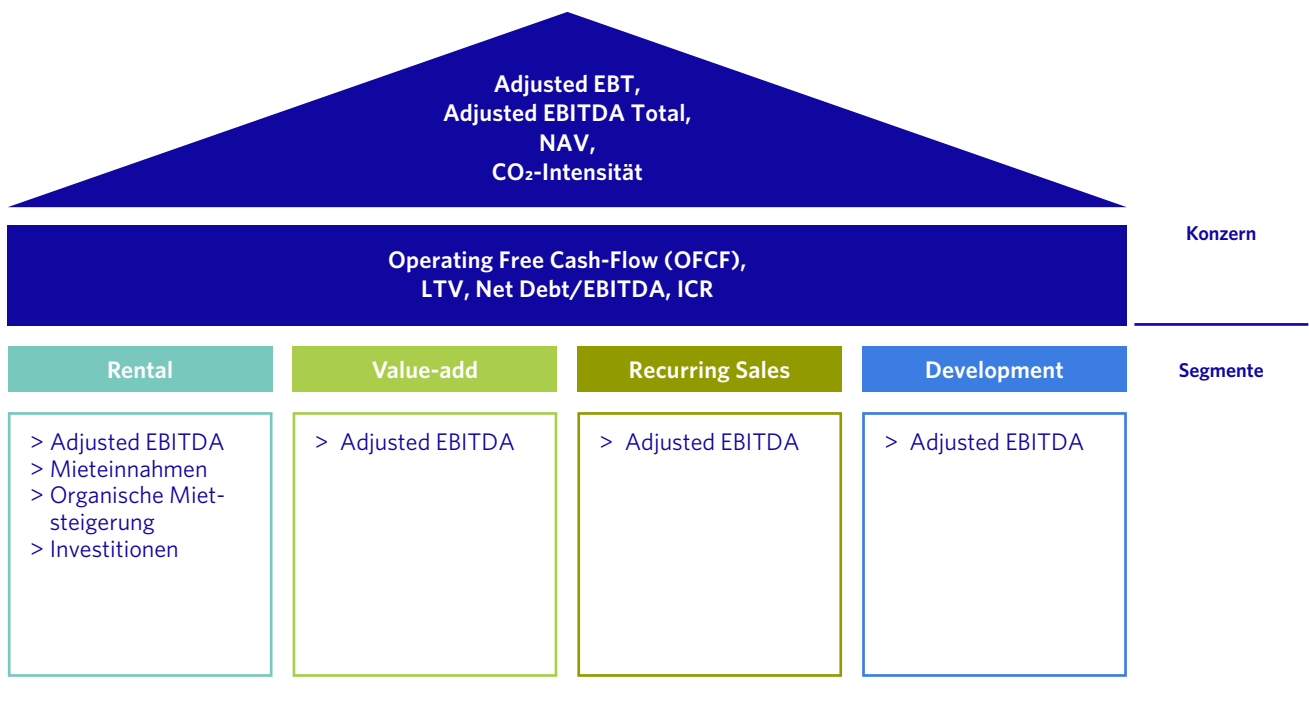 Adjusted EBT,
Adjusted EBITDA Total,
NAV,
CO₂-Intensität
Konzern
Operating Free Cash-Flow (OFCF),
LTV, Net Debt/EBITDA, ICR
Rental
Value-add
Recurring Sales
Development
Segmente
> Adjusted EBITDA
> Mieteinnahmen
> Organische Miet-
steigerung
> Investitionen
> Adjusted EBITDA
> Adjusted EBITDA
> Adjusted EBITDA